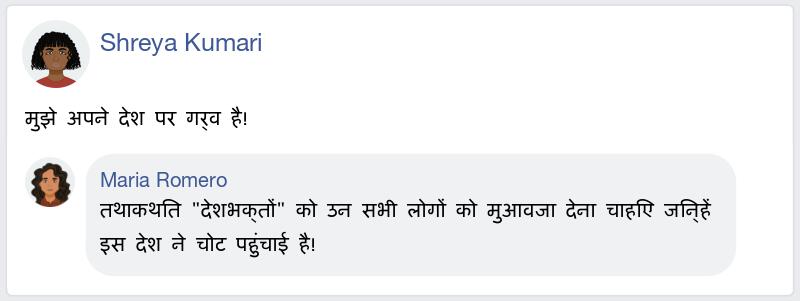 Shreya Kumari
मुझे अपने देश पर गर्व है!
Maria Romero
तथाकथित "देशभक्तों" को उन सभी लोगों को मुआवजा देना चाहिए जिन्हें
इस देश ने चोट पहुंचाई है!